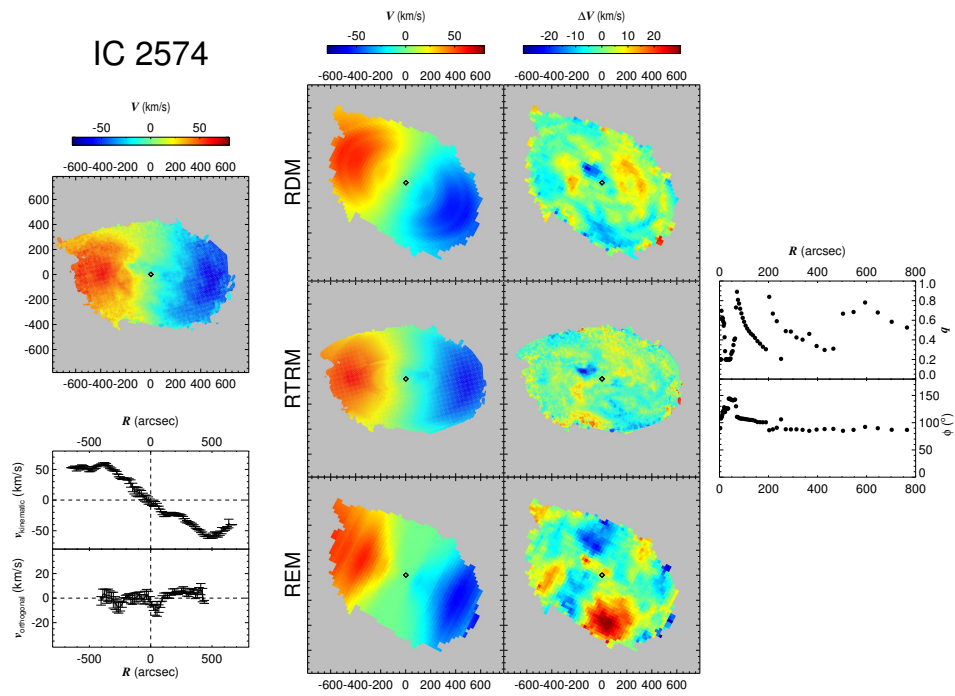 IC 2574
V (km/s)
-50 0 50
-600-400-200 0 200 400 600
800
600
400
200
0
-200
-400
-600
-600-400-200 0 200 400 600
R (arcsec)
-500 0 500
50
0
-50
vkinematic (km/s)
20
0
-20
vorthogonal (km/s)
-500 0 500
R (arcsec)
V (km/s)
-50 0 50
ΔV (km/s)
-20 -10 0 10 20
-600-400-200 0 200 400 600
-600-400-200 0 200 400 600
RDM
RTRM
REM
-600-400-200 0 200 400 600
-600-400-200 0 200 400 600
R (arcsec)
0 200 400 600 800
1.0
0.8
0.6
0.4
0.2
q
150
100
50
0
ϕ (°)
0 200 400 600 800